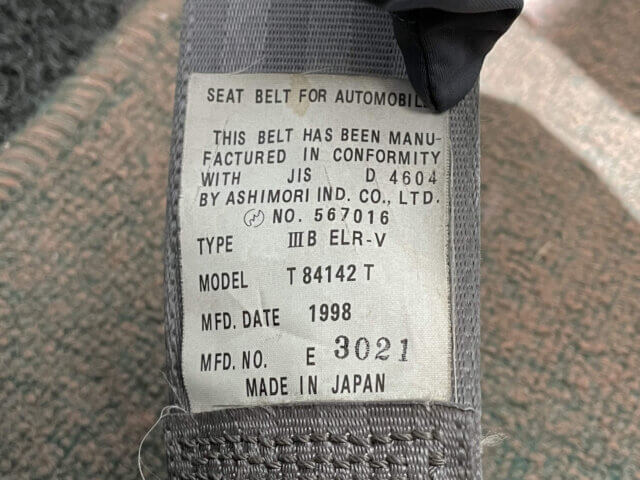 SEAT BELT FOR AUTOMOBIL
THIS BELT HAS BEEN MANU-
FACTURED IN CONFORMITY
WITH JIS D 4604
BY ASHIMORI IND. CO., LTD.
NO. 567016
TYPE IIIB ELR-V
MODEL T 84142 T
MFD. DATE 1998
MFD. NO. E 3021
MADE IN JAPAN